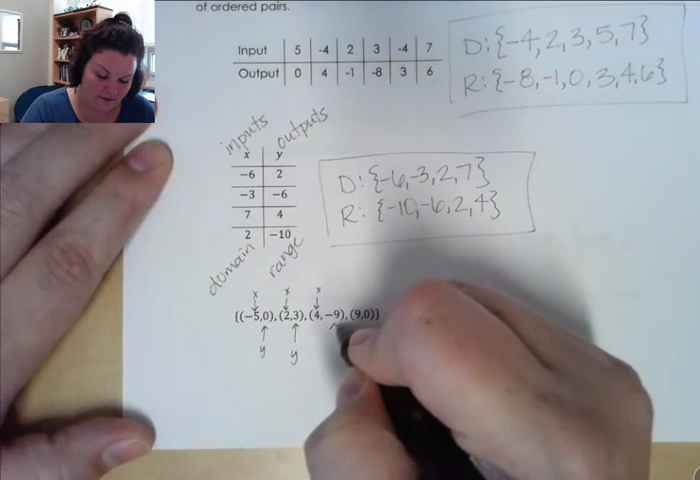 of ordered pairs.
Input 5 -4 2 3 -4 7
Output 0 4 -1 -8 3 6
D:{-4,2,3,5,7}
R:{-8,-1,0,3,4,6}
inputs outputs
x y
-6 2
-3 -6
7 4
2 -10
domain range
D:{-6,-3,2,7}
R:{-10,-6,2,4}
x x x
{(-5,0),(2,3),(4,-9),(9,0)}
y y